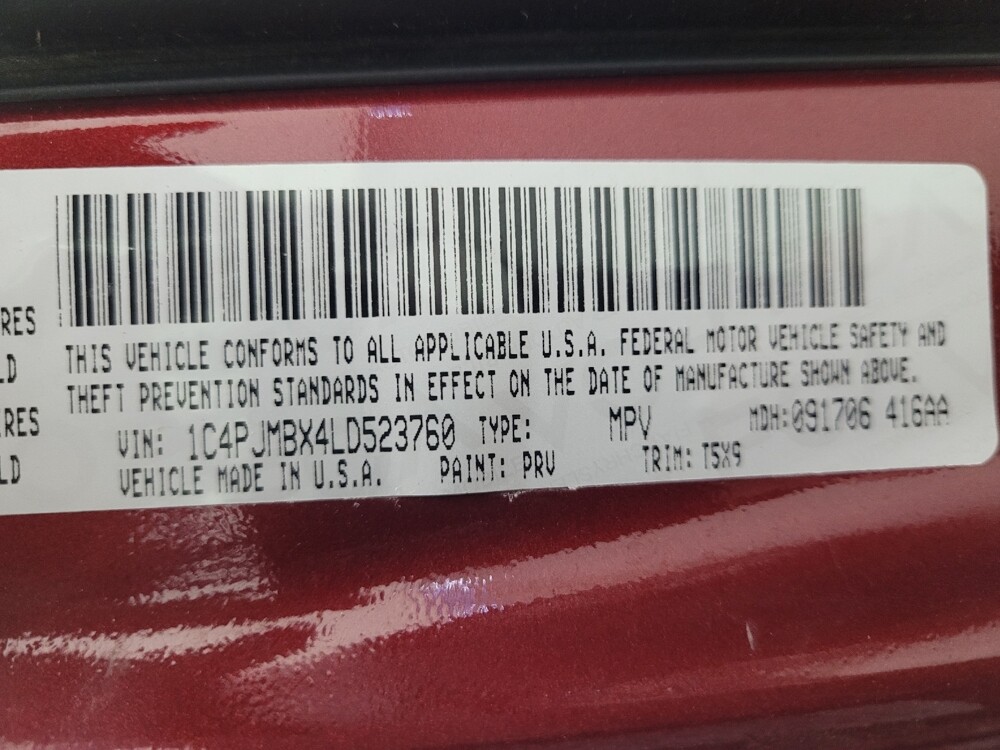 RES
LD
RES
LD
THIS VEHICLE CONFORMS TO ALL APPLICABLE U.S.A. FEDERAL MOTOR VEHICLE SAFETY AND
THEFT PREVENTION STANDARDS IN EFFECT ON THE DATE OF MANUFACTURE SHOWN ABOVE.
VIN: 1C4PJMBX4LD523760 TYPE: MPV MDH:091706 416AA
VEHICLE MADE IN U.S.A. PAINT: PRV TRIM: T5X9